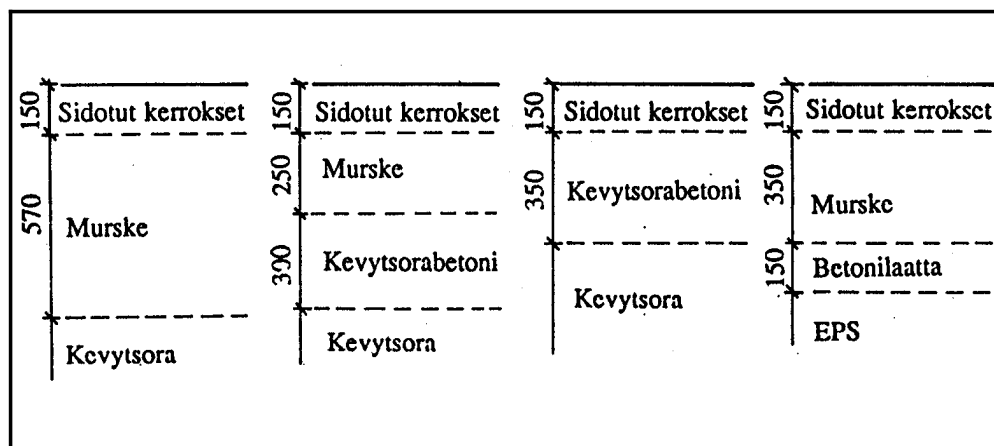 150
Sidotut kerrokset
570
Murske
Kevytsora
150
Sidotut kerrokset
250
Murske
300
Kevytsorabetoni
Kevytsora
150
Sidotut kerrokset
350
Kevytsorabetoni
Kevytsora
150
Sidotut kerrokset
350
Murske
150
Betonilaatta
EPS